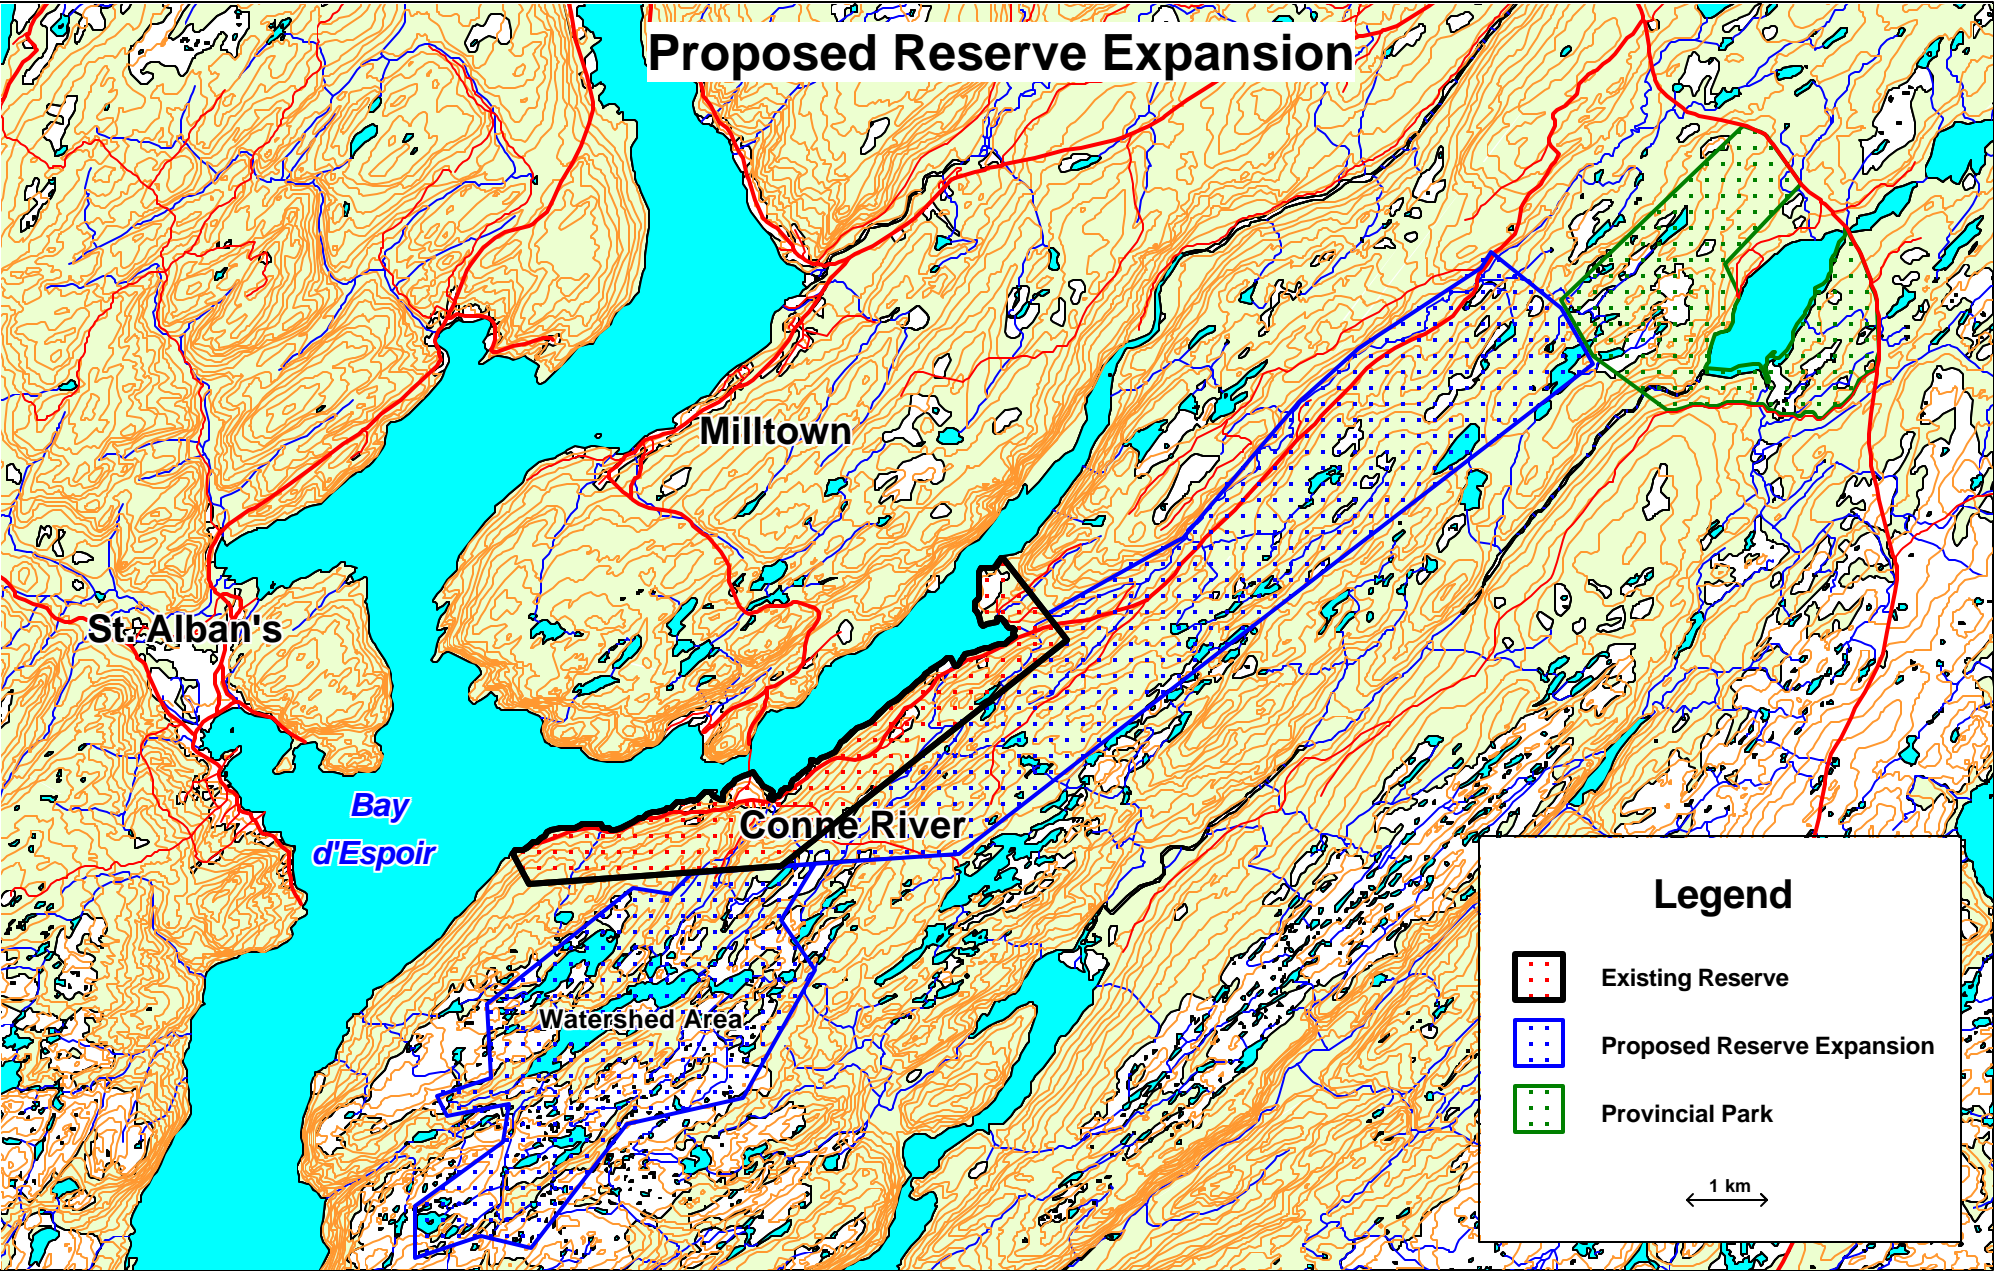 Proposed Reserve Expansion
Milltown
St. Alban's
Bay
d'Espoir
Conne River
Watershed Area
Legend
Existing Reserve
Proposed Reserve Expansion
Provincial Park
1 km